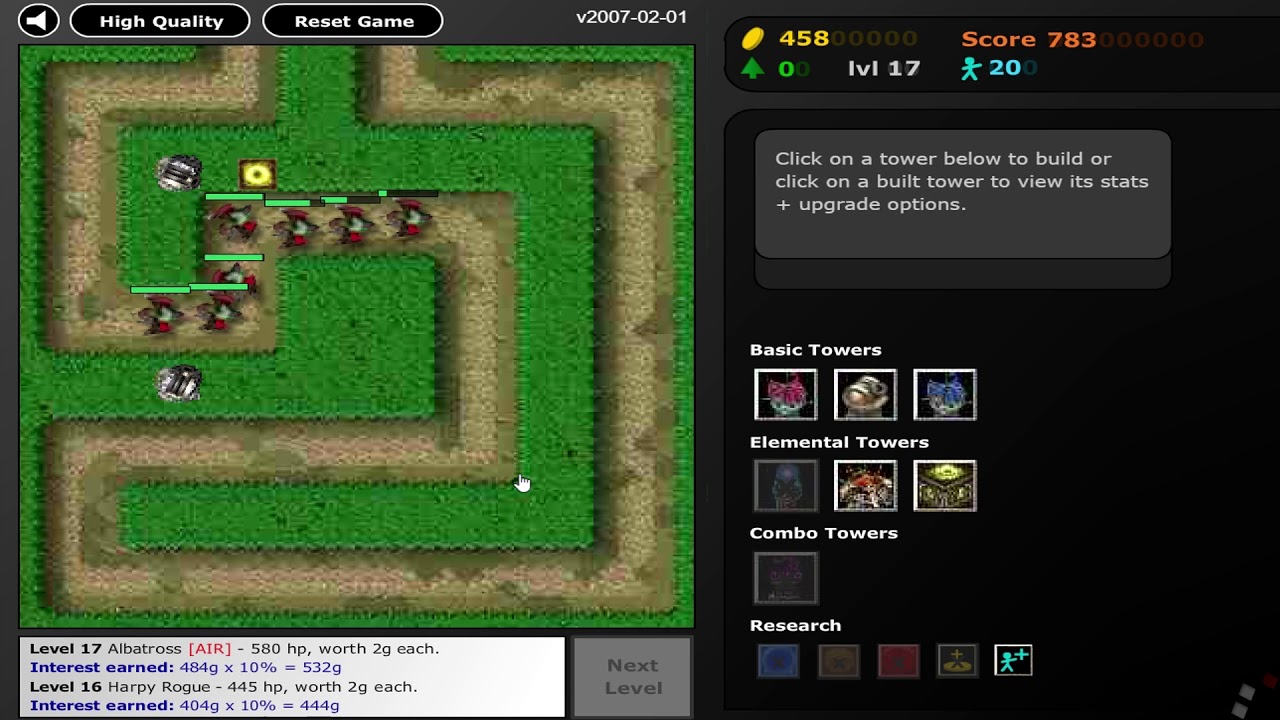 High Quality
Reset Game
v2007-02-01
45800000
Score 783000000
00
lvl 17
200
Click on a tower below to build or
click on a built tower to view its stats
+ upgrade options.
Basic Towers
Elemental Towers
Combo Towers
Research
Level 17 Albatross [AIR] - 580 hp, worth 2g each.
Interest earned: 484g x 10% = 532g
Level 16 Harpy Rogue - 445 hp, worth 2g each.
Interest earned: 404g x 10% = 444g
Next
Level